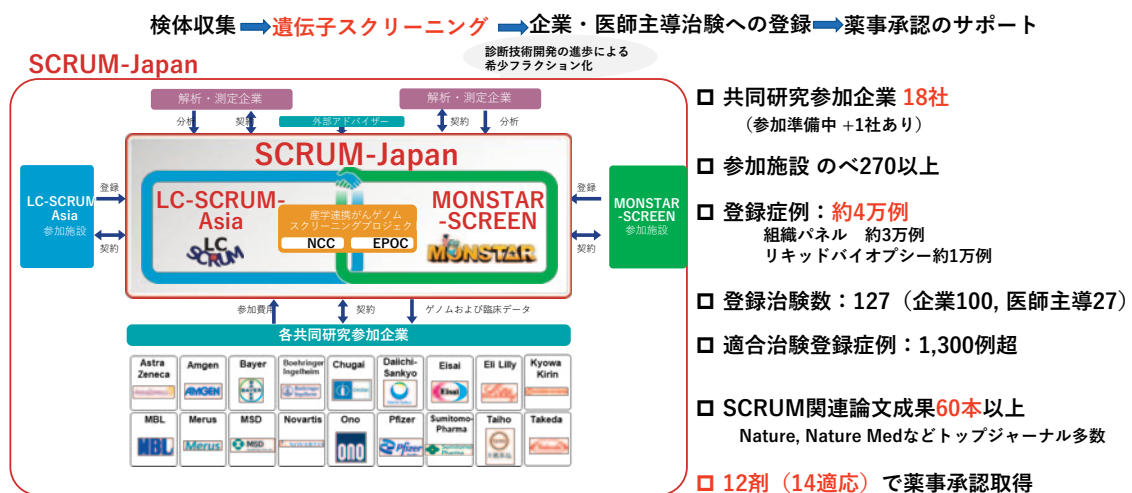 検体収集 遺伝子スクリーニング 企業・医師主導治験への登録 薬事承認のサポート
診断技術開発の進歩による
希少フラクション化
SCRUM-Japan
解析・測定企業
解析・測定企業
分析
契約
外部アドバイザー
契約
分析
SCRUM-Japan
LC-SCRUM-
Asia
参加施設
登録
契約
LC-SCRUM-
Asia
LC
SCRUM
産学連携がんゲノム
スクリーニングプロジェクト
NCC
EPOC
MONSTAR
-SCREEN
MONSTAR
登録
契約
MONSTAR
-SCREEN
参加施設
参加費用
契約
ゲノムおよび臨床データ
各共同研究参加企業
Astra
Zeneca
Amgen
AMGEN
Bayer
BAYER
Boehringer
Ingelheim
Boehringer
Ingelheim
Chugai
Daiichi-
Sankyo
Eisai
Eisai
Eli Lilly
Lilly
Kyowa
Kirin
MBL
MBL
Merus
Merus
MSD
MSD
Novartis
NOVARTIS
Ono
ono
Pfizer
Pfizer
Sumitomo-
Pharma
Sumitomo
Pharma
Taiho
Takeda
共同研究参加企業 18社
（参加準備中 +1社あり）
参加施設 のべ270以上
登録症例：約4万例
組織パネル 約3万例
リキッドバイオプシー約1万例
登録治験数：127（企業100, 医師主導27）
適合治験登録症例：1,300例超
SCRUM関連論文成果60本以上
Nature, Nature Medなどトップジャーナル多数
12剤（14適応）で薬事承認取得